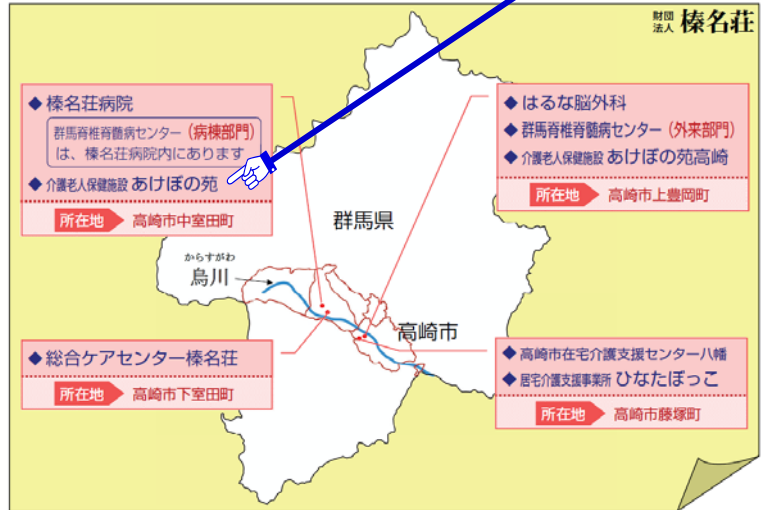 財団法人 榛名荘
◆ 榛名荘病院
群馬脊椎脊髄病センター（病棟部門）
は、榛名荘病院内にあります
◆ 介護老人保健施設 あけぼの苑
所在地 高崎市中室田町
◆ はるな脳外科
◆ 群馬脊椎脊髄病センター（外来部門）
◆ 介護老人保健施設 あけぼの苑高崎
所在地 高崎市上豊岡町
群馬県
からすがわ
烏川
高崎市
◆ 総合ケアセンター榛名荘
所在地 高崎市下室田町
◆ 高崎市在宅介護支援センター八幡
◆ 居宅介護支援事業所 ひなたぼっこ
所在地 高崎市藤塚町